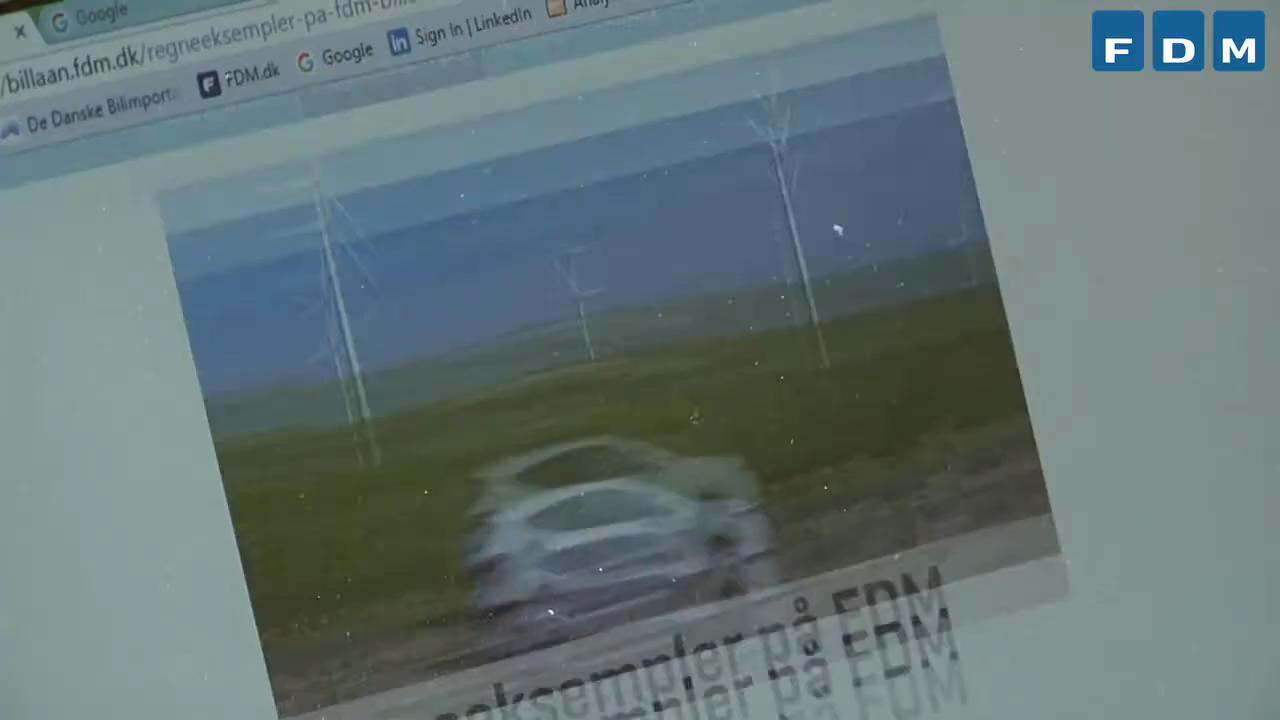 Google
/billaan.fdm.dk/regneeksempler-pa-fdm-bil
De Danske Bilimport
FDM.dk
Google
Sign In | LinkedIn
FDM
eksempler på FDM